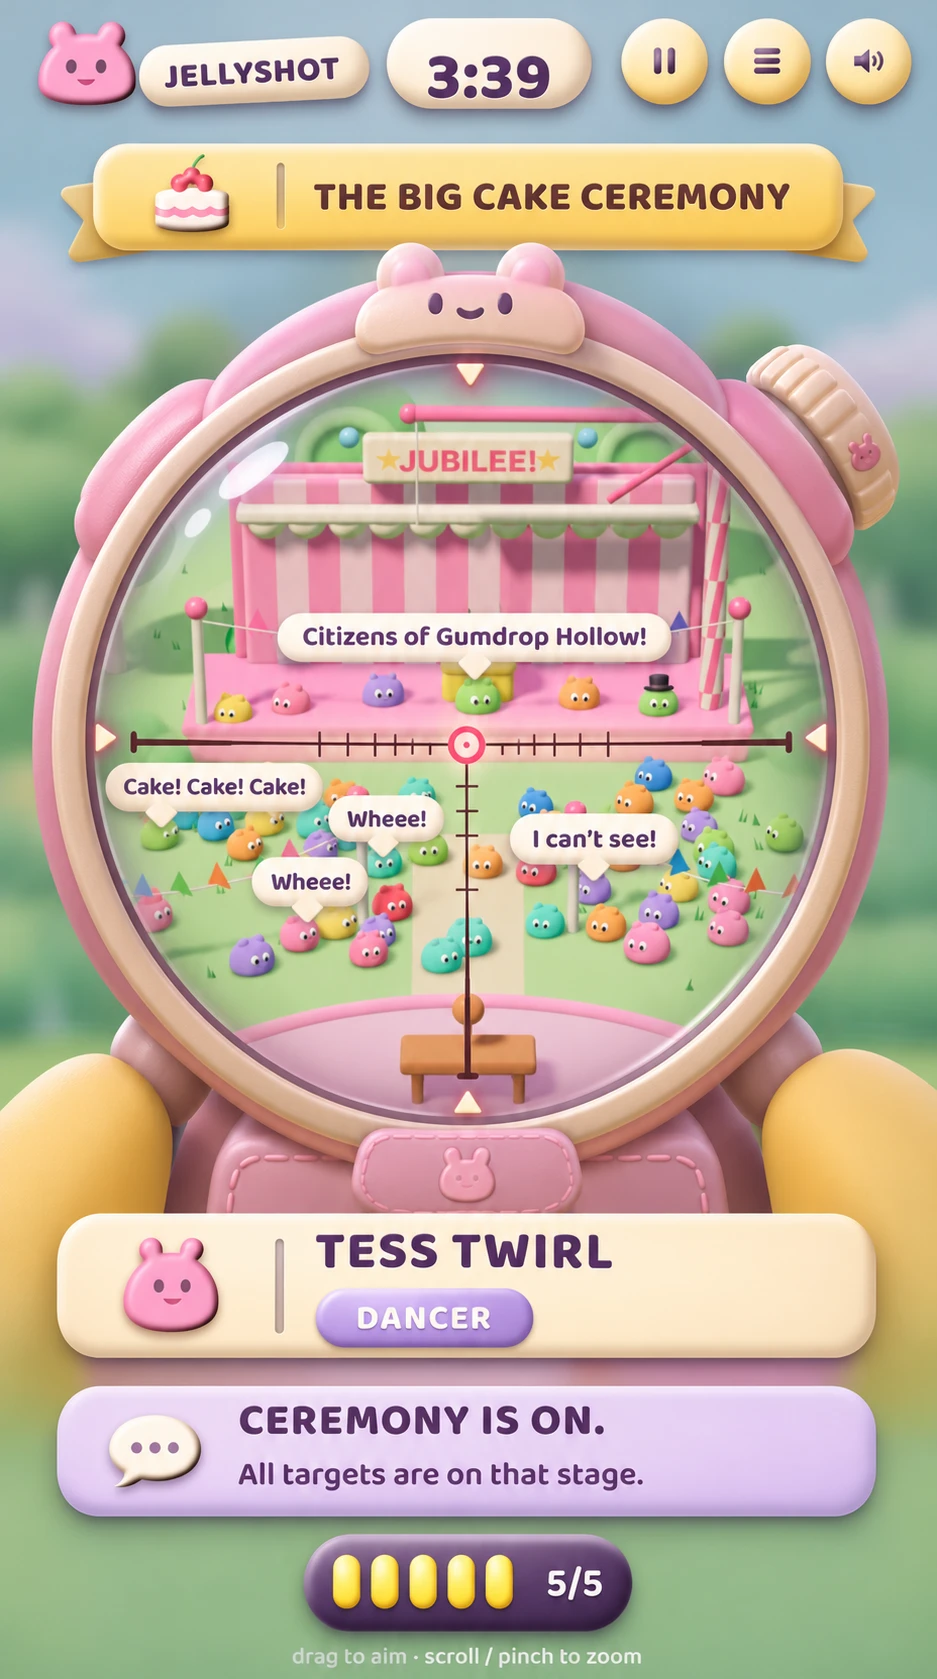 JELLYSHOT
3:39
THE BIG CAKE CEREMONY
★JUBILEE!★
Citizens of Gumdrop Hollow!
Cake! Cake! Cake!
Wheee!
I can't see!
Wheee!
TESS TWIRL
DANCER
CEREMONY IS ON.
All targets are on that stage.
5/5
drag to aim · scroll / pinch to zoom